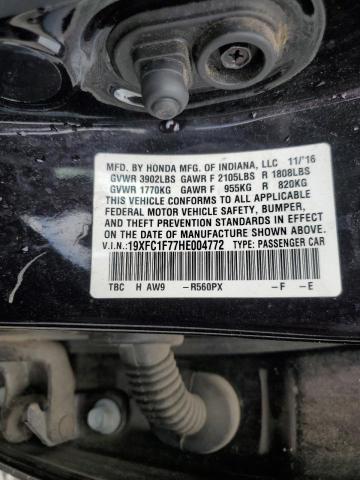 MFD. BY HONDA MFG. OF INDIANA, LLC 11/'16
GVWR 3902LBS GAWR F 2105LBS R 1808LBS
GVWR 1770KG GAWR F 955KG R 820KG
THIS VEHICLE CONFORMS TO ALL APPLICABLE
FEDERAL MOTOR VEHICLE SAFETY, BUMPER,
AND THEFT PREVENTION STANDARDS IN EFFECT
ON THE DATE OF MANUFACTURE SHOWN ABOVE.
V.I.N.:19XFC1F77HE004772 TYPE: PASSENGER CAR
TBC H AW9 -R560PX -F -E